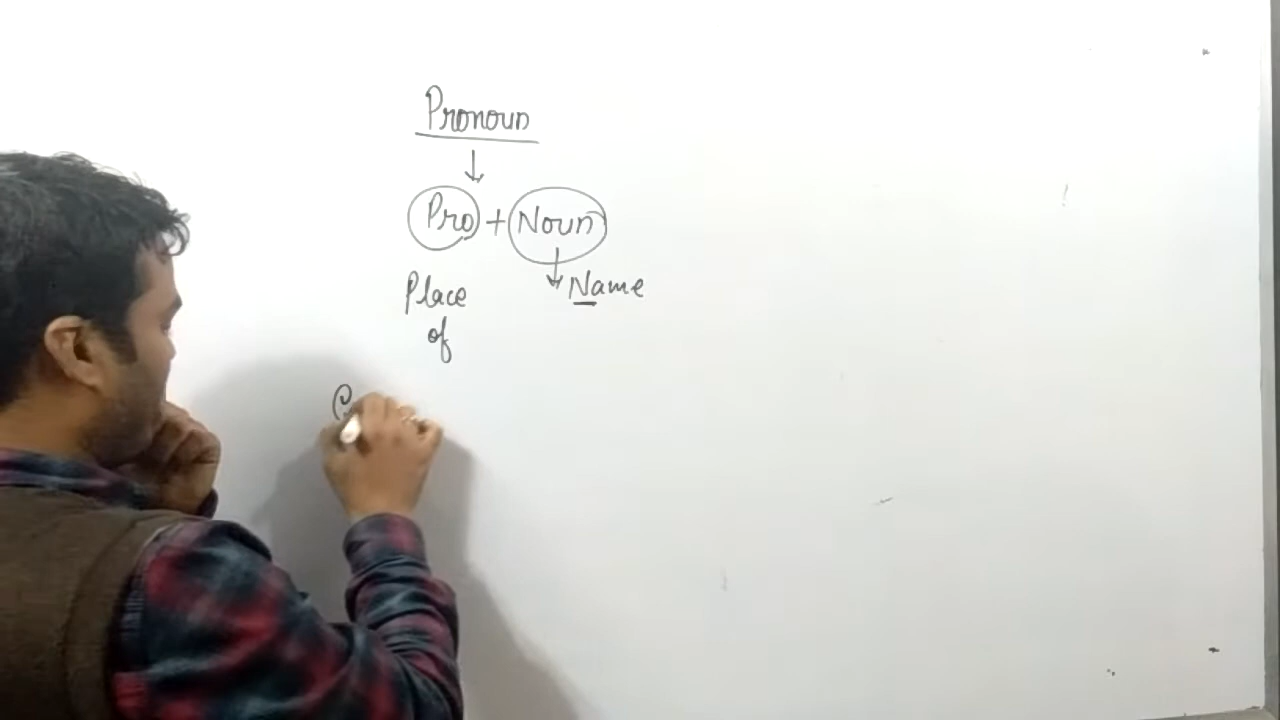 Pronoun
↓
Pro + Noun
↓ Name
Place
of